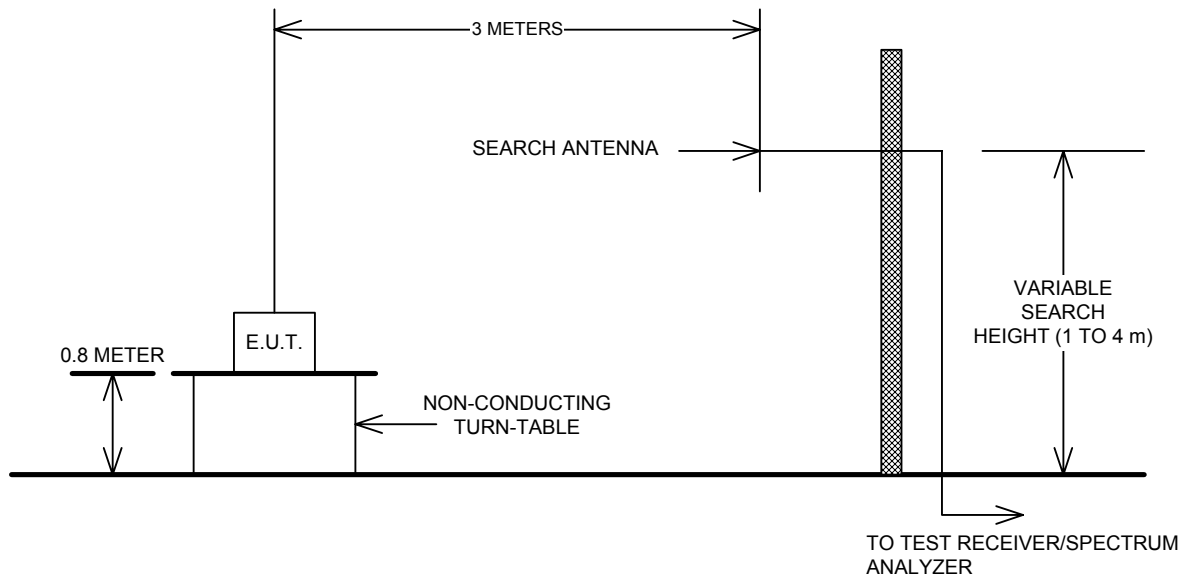 3 METERS
SEARCH ANTENNA
VARIABLE
SEARCH
HEIGHT (1 TO 4 m)
E.U.T.
0.8 METER
NON-CONDUCTING
TURN-TABLE
TO TEST RECEIVER/SPECTRUM
ANALYZER